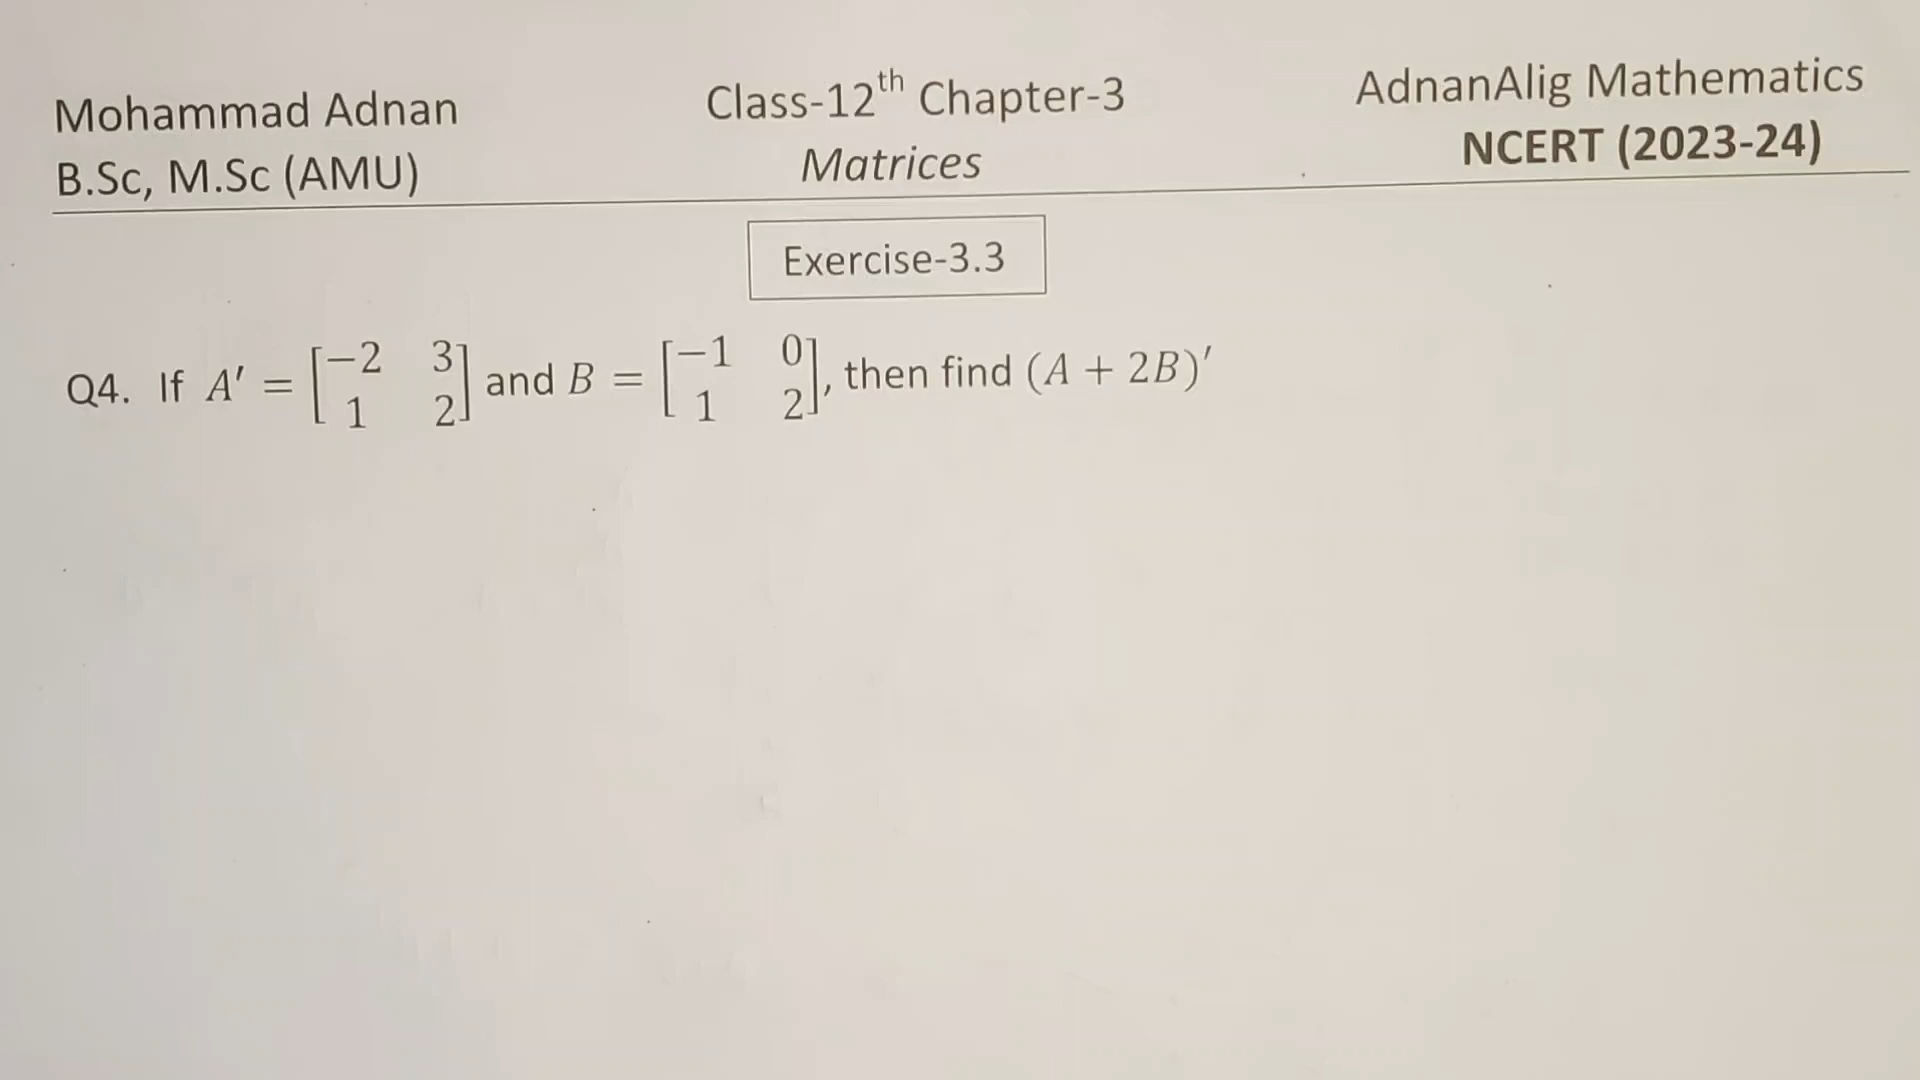 Mohammad Adnan
B.Sc, M.Sc (AMU)
Class-12th Chapter-3
Matrices
AdnanAlig Mathematics
NCERT (2023-24)
Exercise-3.3
Q4. If A′ = [−2 3; 1 2] and B = [−1 0; 1 2], then find (A + 2B)′